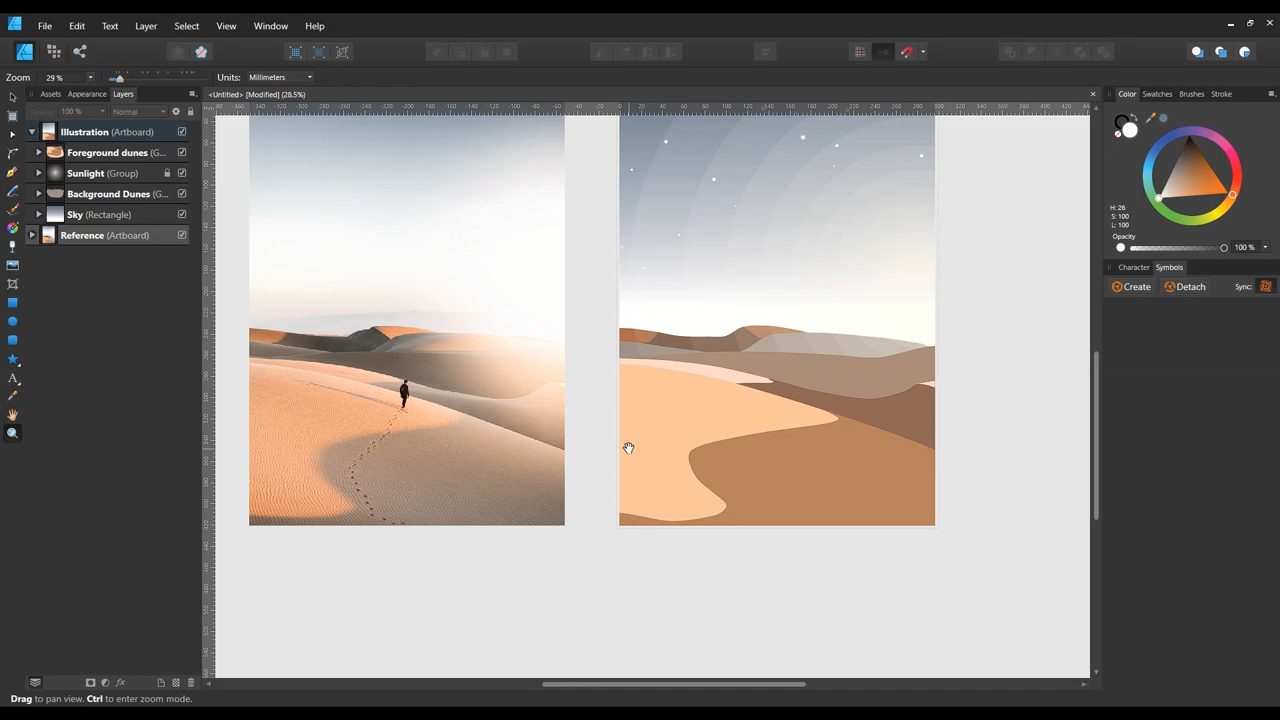 File Edit Text Layer Select View Window Help
Zoom 29 % Units: Millimeters
Assets Appearance Layers
<Untitled> [Modified] (28.5%)
100 % Normal
Illustration (Artboard)
Foreground dunes (G...
Sunlight (Group)
Background Dunes (G...
Sky (Rectangle)
Reference (Artboard)
Color Swatches Brushes Stroke
H: 26
S: 100
L: 100
Opacity
100 %
Character Symbols
Create Detach Sync:
Drag to pan view. Ctrl to enter zoom mode.